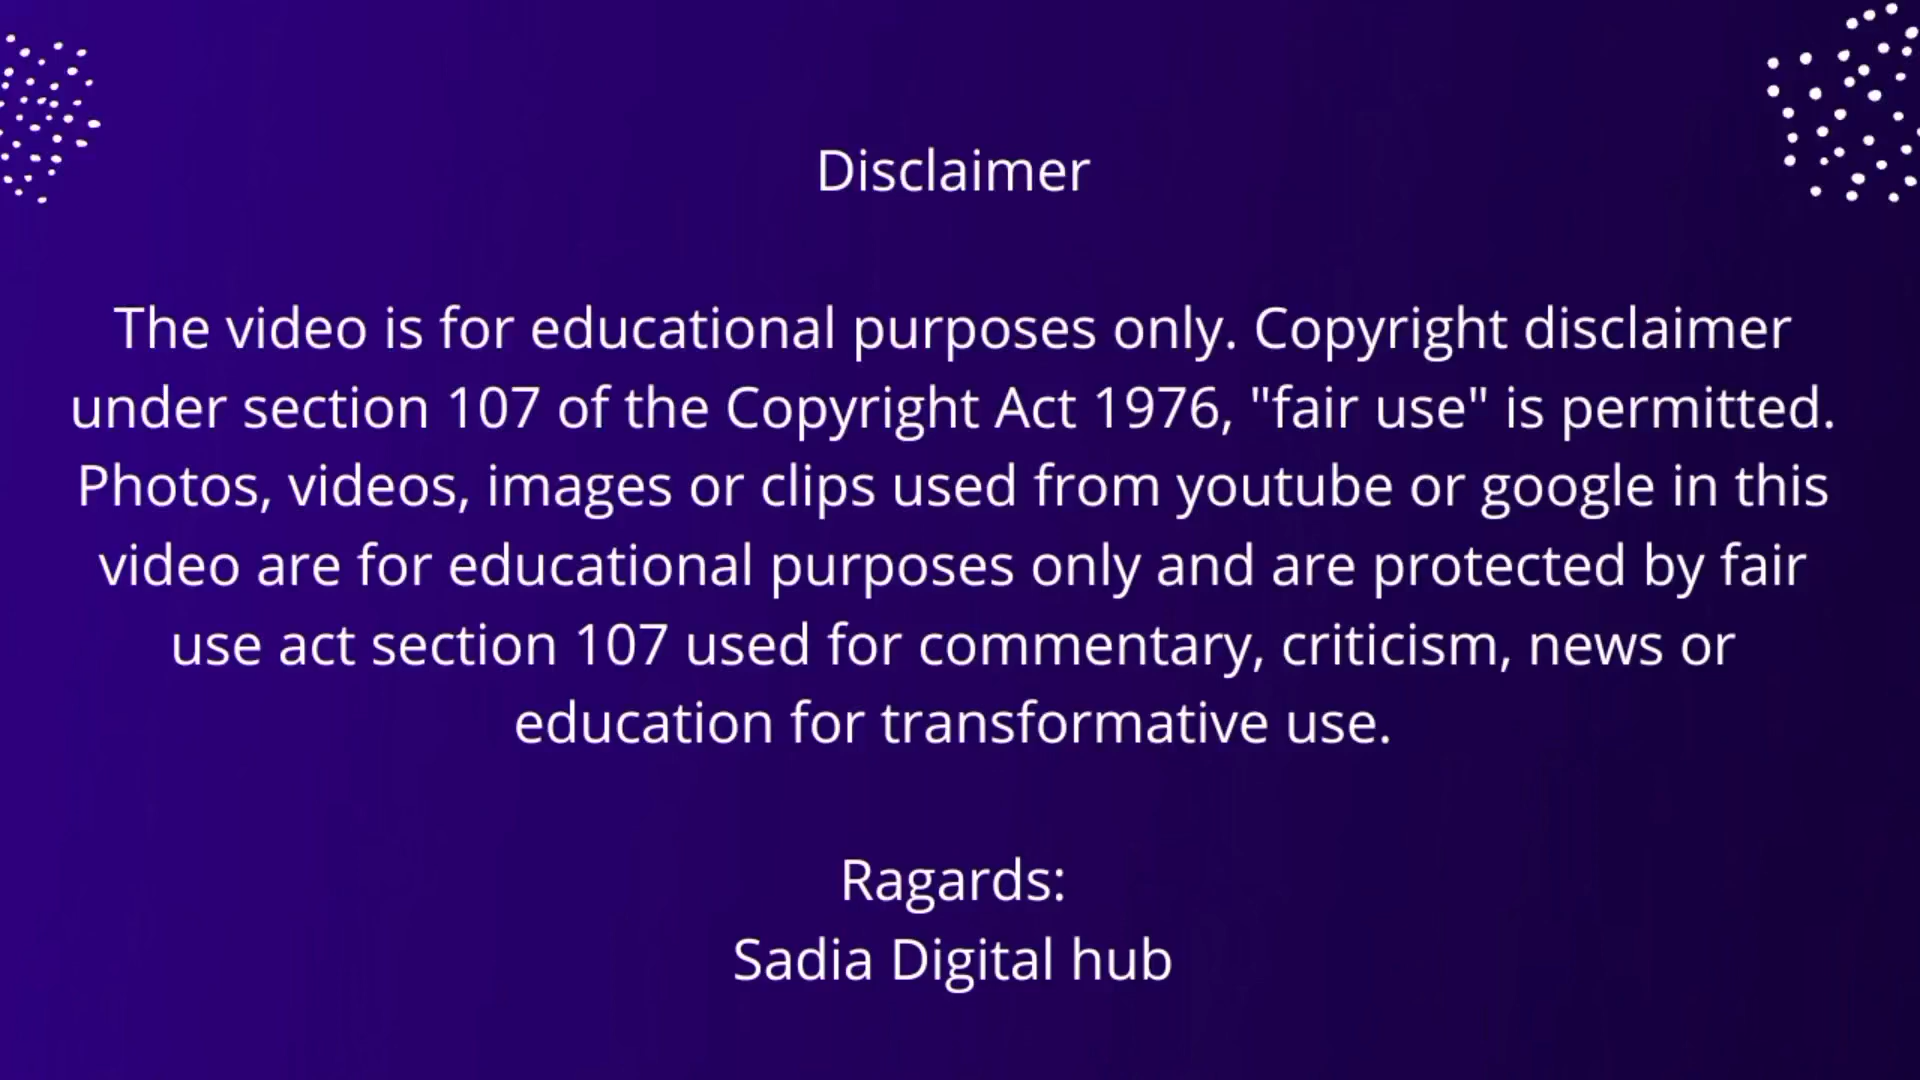 Disclaimer
The video is for educational purposes only. Copyright disclaimer
under section 107 of the Copyright Act 1976, "fair use" is permitted.
Photos, videos, images or clips used from youtube or google in this
video are for educational purposes only and are protected by fair
use act section 107 used for commentary, criticism, news or
education for transformative use.
Ragards:
Sadia Digital hub